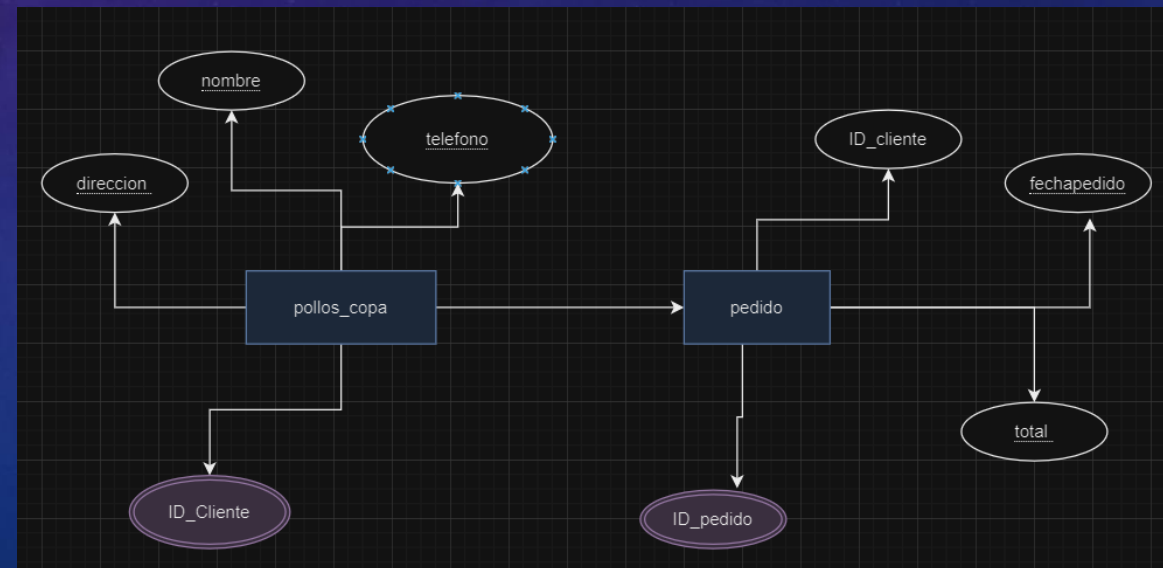 nombre
telefono
ID_cliente
direccion
fechapedido
pollos_copa
pedido
total
ID_Cliente
ID_pedido